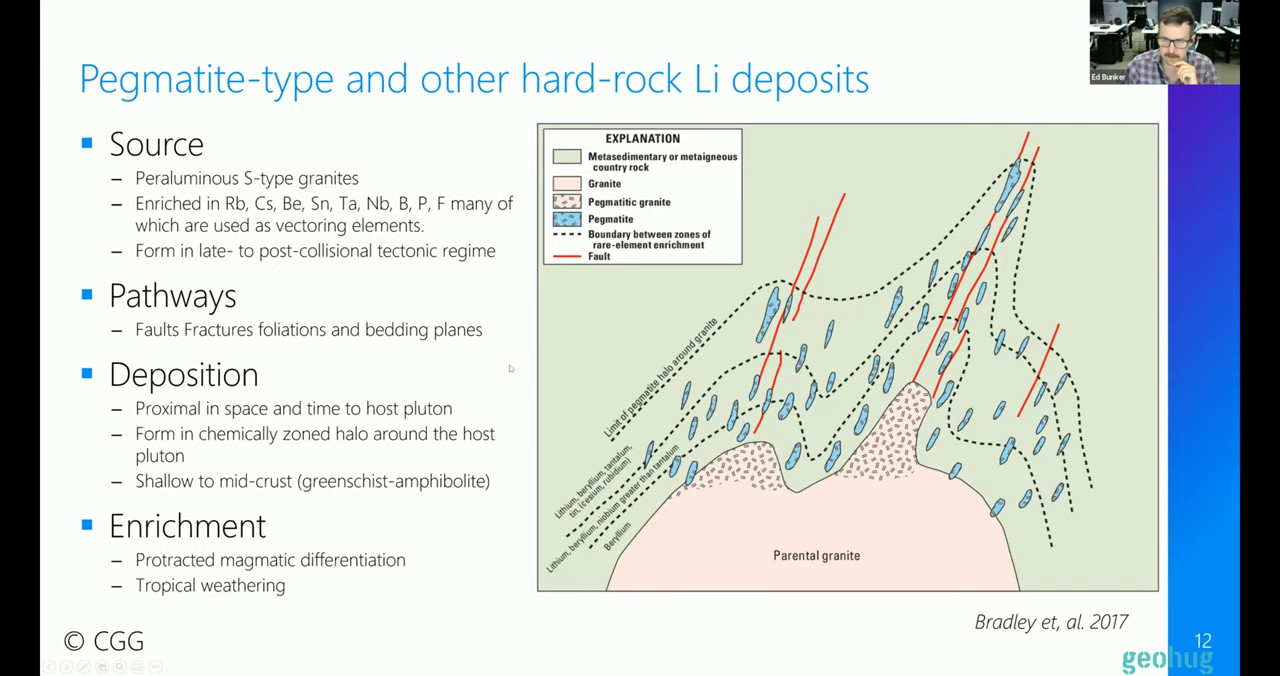 Ed Bunker
Pegmatite-type and other hard-rock Li deposits
Source
– Peraluminous S-type granites
– Enriched in Rb, Cs, Be, Sn, Ta, Nb, B, P, F many of
which are used as vectoring elements.
– Form in late- to post-collisional tectonic regime
Pathways
– Faults Fractures foliations and bedding planes
Deposition
– Proximal in space and time to host pluton
– Form in chemically zoned halo around the host
pluton
– Shallow to mid-crust (greenschist-amphibolite)
Enrichment
– Protracted magmatic differentiation
– Tropical weathering
EXPLANATION
Metasedimentary or metaigneous
country rock
Granite
Pegmatitic granite
Pegmatite
Boundary between zones of
rare-element enrichment
Fault
Limit of pegmatite halo around granite
Lithium, beryllium, tantalum,
tin, (cesium, rubidium)
Lithium, beryllium, niobium greater than tantalum
Beryllium
Parental granite
Bradley et, al. 2017
© CGG
12
geohug